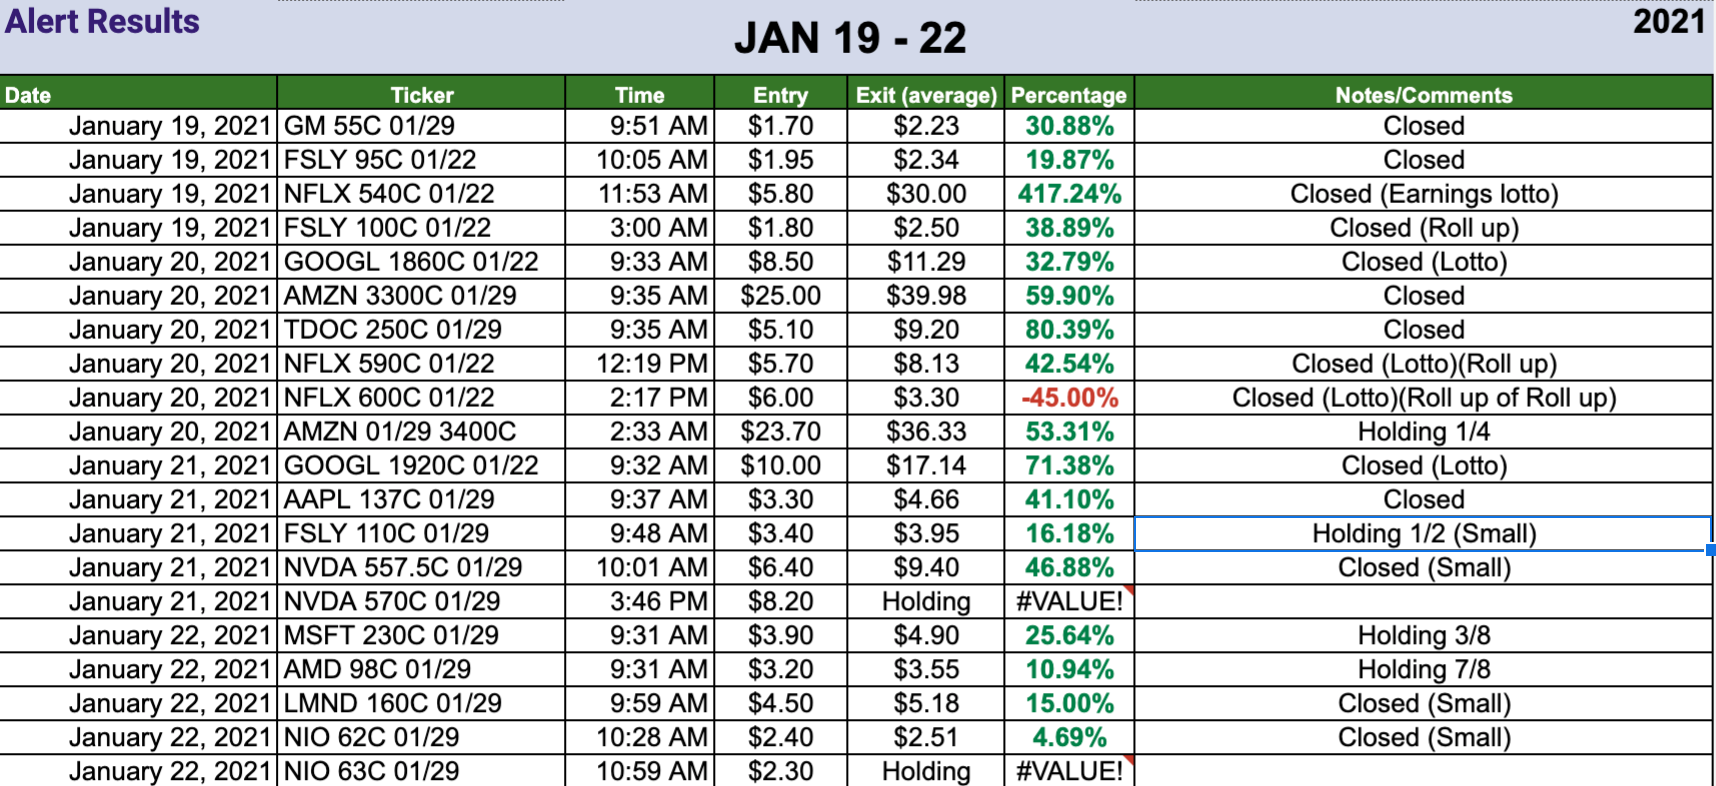 Alert Results
JAN 19 - 22
2021
Date Ticker Time Entry Exit (average) Percentage Notes/Comments
January 19, 2021 GM 55C 01/29 9:51 AM $1.70 $2.23 30.88% Closed
January 19, 2021 FSLY 95C 01/22 10:05 AM $1.95 $2.34 19.87% Closed
January 19, 2021 NFLX 540C 01/22 11:53 AM $5.80 $30.00 417.24% Closed (Earnings lotto)
January 19, 2021 FSLY 100C 01/22 3:00 AM $1.80 $2.50 38.89% Closed (Roll up)
January 20, 2021 GOOGL 1860C 01/22 9:33 AM $8.50 $11.29 32.79% Closed (Lotto)
January 20, 2021 AMZN 3300C 01/29 9:35 AM $25.00 $39.98 59.90% Closed
January 20, 2021 TDOC 250C 01/29 9:35 AM $5.10 $9.20 80.39% Closed
January 20, 2021 NFLX 590C 01/22 12:19 PM $5.70 $8.13 42.54% Closed (Lotto)(Roll up)
January 20, 2021 NFLX 600C 01/22 2:17 PM $6.00 $3.30 -45.00% Closed (Lotto)(Roll up of Roll up)
January 20, 2021 AMZN 01/29 3400C 2:33 AM $23.70 $36.33 53.31% Holding 1/4
January 21, 2021 GOOGL 1920C 01/22 9:32 AM $10.00 $17.14 71.38% Closed (Lotto)
January 21, 2021 AAPL 137C 01/29 9:37 AM $3.30 $4.66 41.10% Closed
January 21, 2021 FSLY 110C 01/29 9:48 AM $3.40 $3.95 16.18% Holding 1/2 (Small)
January 21, 2021 NVDA 557.5C 01/29 10:01 AM $6.40 $9.40 46.88% Closed (Small)
January 21, 2021 NVDA 570C 01/29 3:46 PM $8.20 Holding #VALUE!
January 22, 2021 MSFT 230C 01/29 9:31 AM $3.90 $4.90 25.64% Holding 3/8
January 22, 2021 AMD 98C 01/29 9:31 AM $3.20 $3.55 10.94% Holding 7/8
January 22, 2021 LMND 160C 01/29 9:59 AM $4.50 $5.18 15.00% Closed (Small)
January 22, 2021 NIO 62C 01/29 10:28 AM $2.40 $2.51 4.69% Closed (Small)
January 22, 2021 NIO 63C 01/29 10:59 AM $2.30 Holding #VALUE!